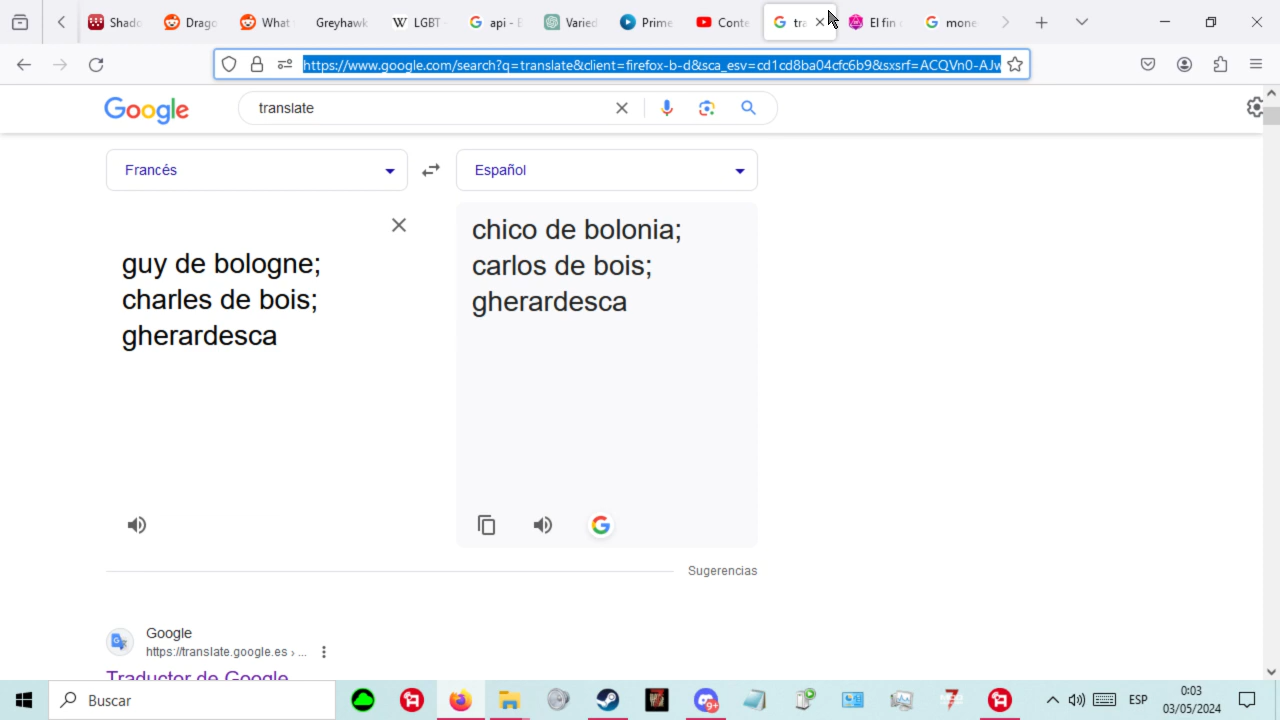 Shado
Drago
What
Greyhawk
LGBT
api - E
Varied
Prime
Conte
tra
El fin
mone
https://www.google.com/search?q=translate&client=firefox-b-d&sca_esv=cd1cd8ba04cfc6b9&sxsrf=ACQVn0-AJw
Google
translate
Francés
Español
guy de bologne;
charles de bois;
gherardesca
chico de bolonia;
carlos de bois;
gherardesca
Sugerencias
Google
https://translate.google.es › ...
Traductor de Google
Buscar
9+
ESP
0:03
03/05/2024